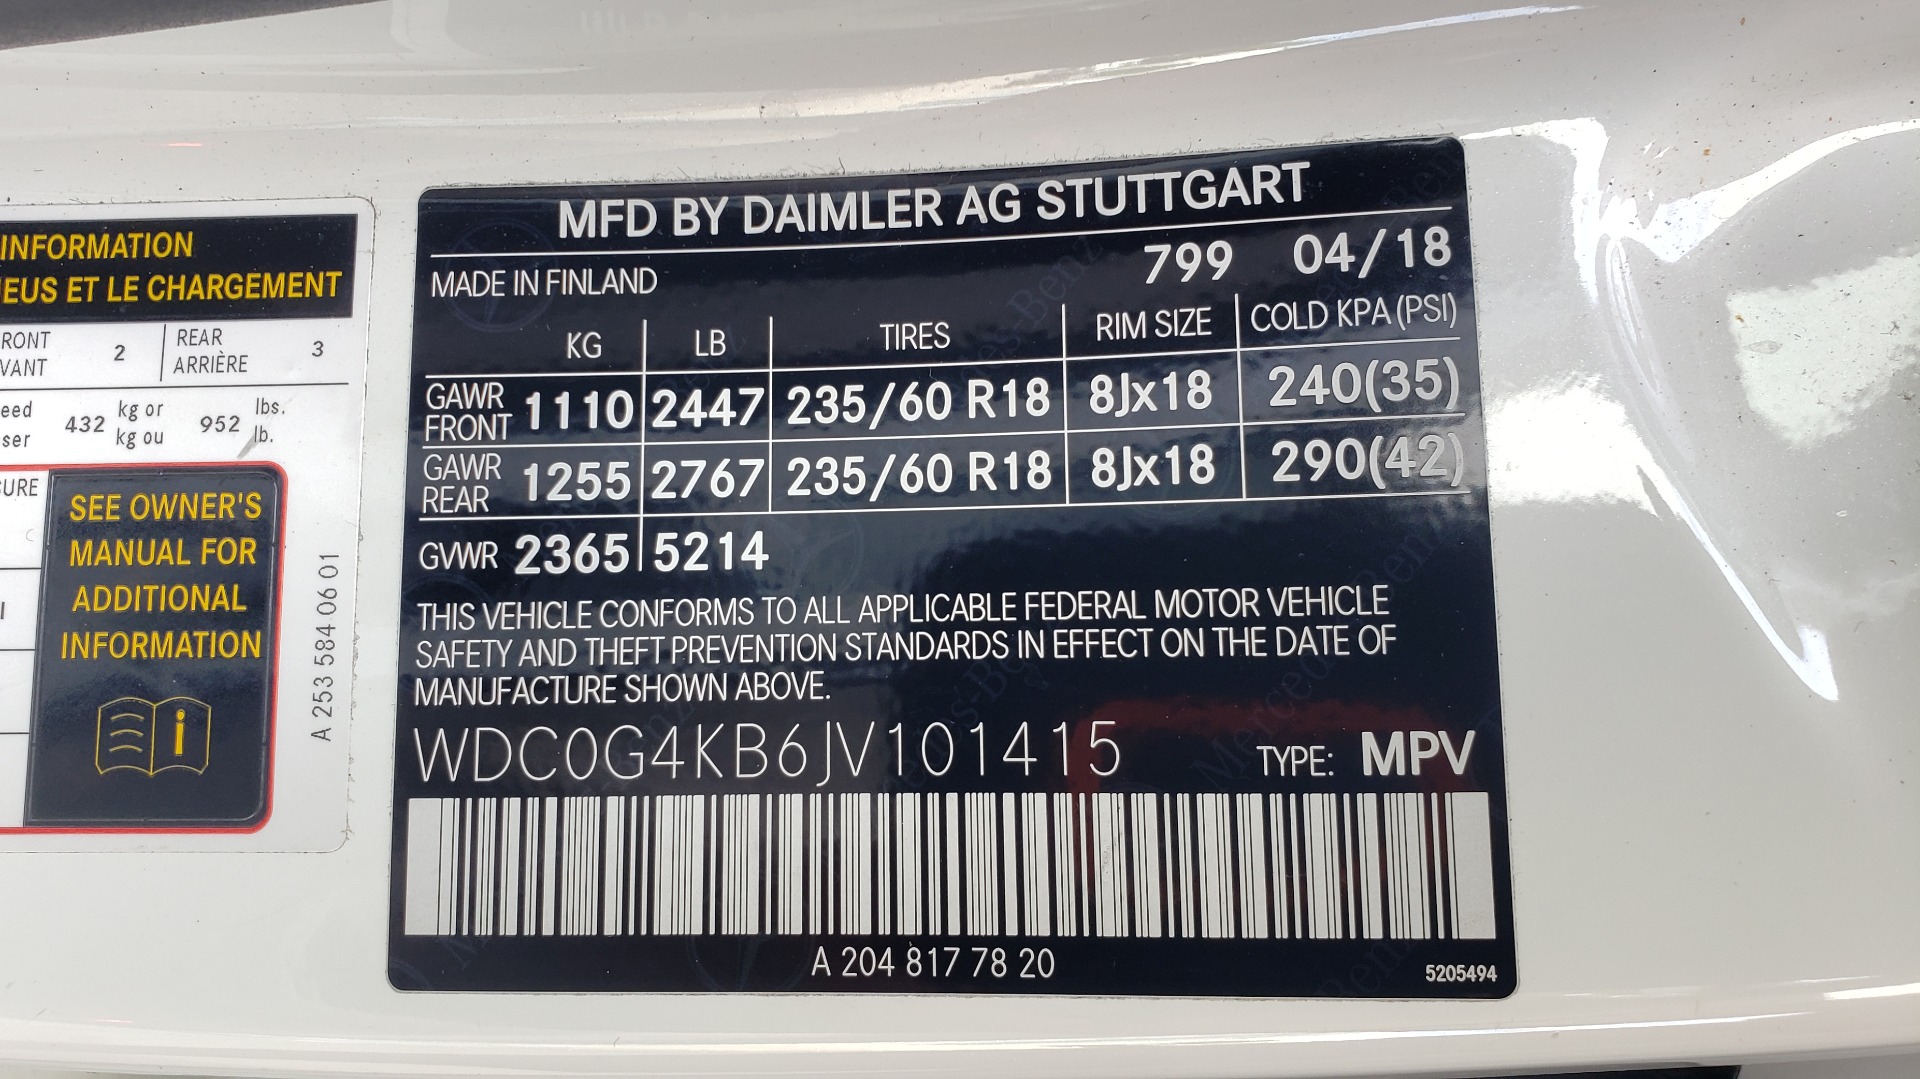 INFORMATION
EUS ET LE CHARGEMENT
RONT
VANT
2
REAR
ARRIÈRE
3
eed
ser
432
kg or
kg ou
952
lbs.
lb.
URE
SEE OWNER'S
MANUAL FOR
ADDITIONAL
INFORMATION
A 253 584 06 01
MFD BY DAIMLER AG STUTTGART
MADE IN FINLAND 799 04/18
KG LB TIRES RIM SIZE COLD KPA (PSI)
GAWR FRONT 1110 2447 235/60 R18 8Jx18 240(35)
GAWR REAR 1255 2767 235/60 R18 8Jx18 290(42)
GVWR 2365 5214
THIS VEHICLE CONFORMS TO ALL APPLICABLE FEDERAL MOTOR VEHICLE
SAFETY AND THEFT PREVENTION STANDARDS IN EFFECT ON THE DATE OF
MANUFACTURE SHOWN ABOVE.
WDC0G4KB6JV101415 TYPE: MPV
A 204 817 78 20
5205494